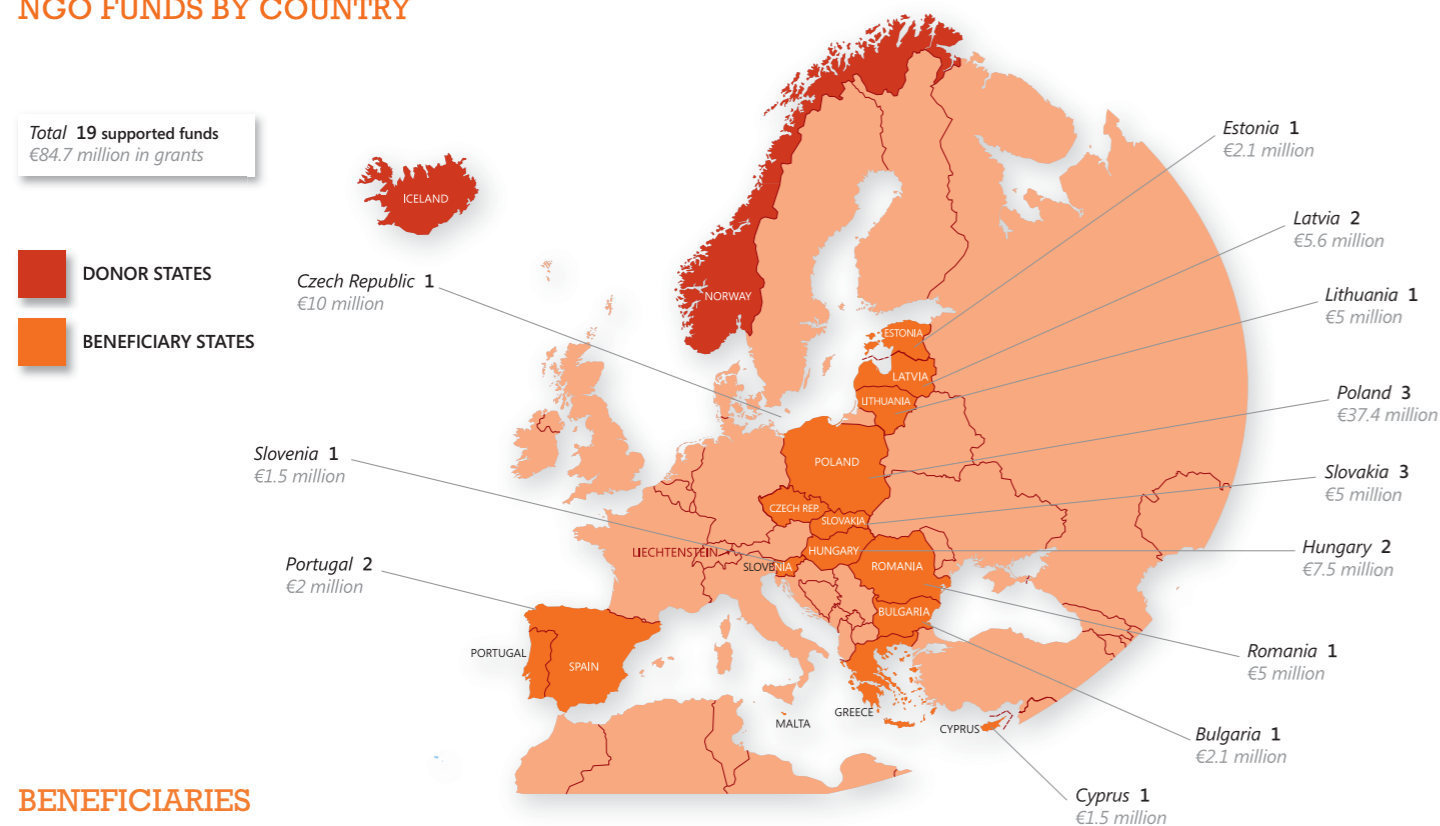 NGO FUNDS BY COUNTRY
Total 19 supported funds
€84.7 million in grants
DONOR STATES
BENEFICIARY STATES
Czech Republic 1
€10 million
Slovenia 1
€1.5 million
Portugal 2
€2 million
Estonia 1
€2.1 million
Latvia 2
€5.6 million
Lithuania 1
€5 million
Poland 3
€37.4 million
Slovakia 3
€5 million
Hungary 2
€7.5 million
Romania 1
€5 million
Bulgaria 1
€2.1 million
Cyprus 1
€1.5 million
ICELAND
NORWAY
ESTONIA
LATVIA
LITHUANIA
POLAND
CZECH REP.
SLOVAKIA
LIECHTENSTEIN
HUNGARY
SLOVENIA
ROMANIA
BULGARIA
PORTUGAL
SPAIN
MALTA
GREECE
CYPRUS
BENEFICIARIES